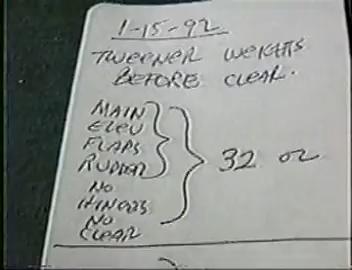 1-15-92
TWEENER WEIGHTS
BEFORE CLEAR.
MAIN
ELEV
FLAPS
RUDDER
32 oz
NO
HINGES
NO
CLEAR